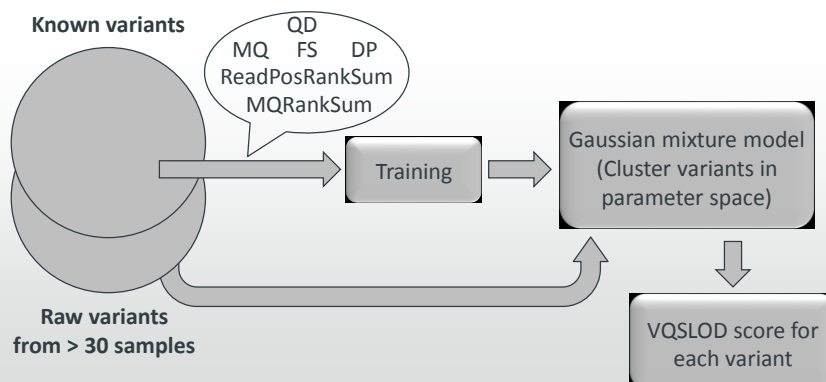 Known variants
QD
MQ FS DP
ReadPosRankSum
MQRankSum
Training
Gaussian mixture model
(Cluster variants in
parameter space)
Raw variants
from > 30 samples
VQSLOD score for
each variant